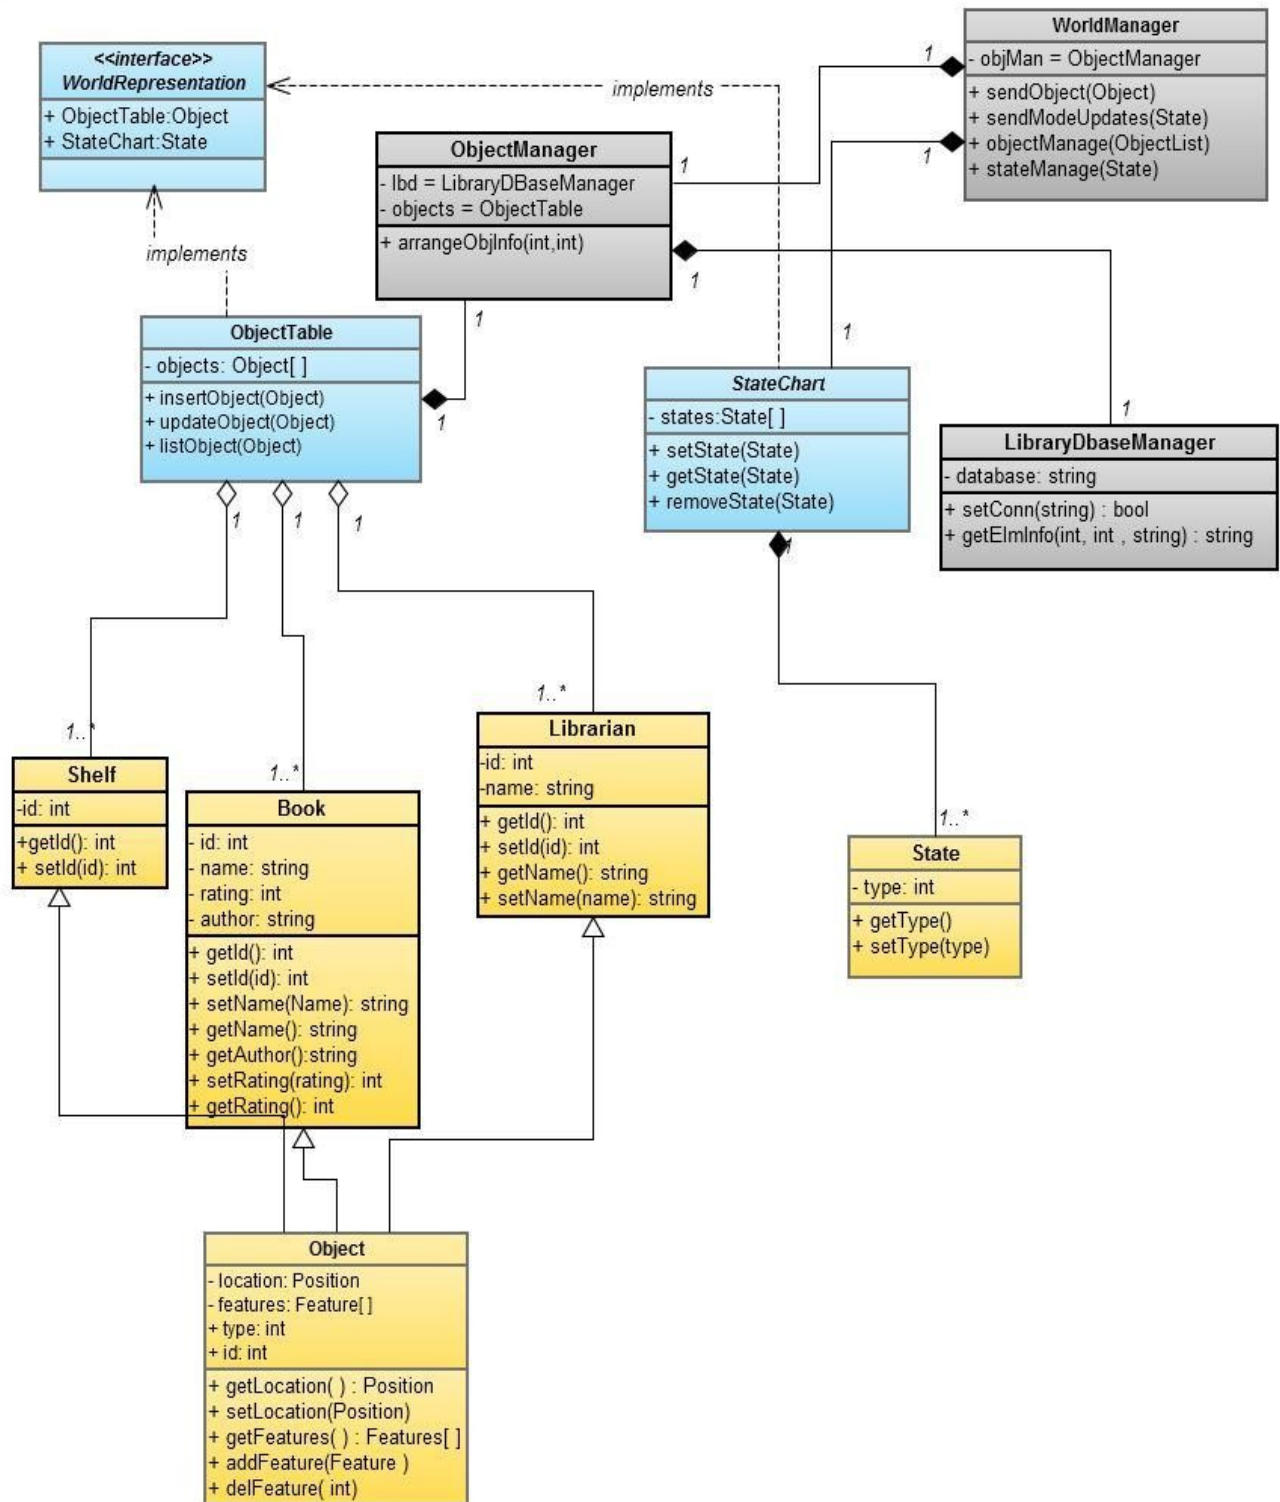 WorldManager
- objMan = ObjectManager
+ sendObject(Object)
+ sendModeUpdates(State)
+ objectManage(ObjectList)
+ stateManage(State)
1
1
<<interface>>
WorldRepresentation
+ ObjectTable:Object
+ StateChart:State
implements
implements
ObjectManager
- lbd = LibraryDBaseManager
- objects = ObjectTable
+ arrangeObjInfo(int,int)
1
1
1
ObjectTable
- objects: Object[ ]
+ insertObject(Object)
+ updateObject(Object)
+ listObject(Object)
1
1
1
1
1
StateChart
- states:State[ ]
+ setState(State)
+ getState(State)
+ removeState(State)
1
1
LibraryDbaseManager
- database: string
+ setConn(string) : bool
+ getElmInfo(int, int , string) : string
1..*
Shelf
-id: int
+getId(): int
+ setId(id): int
1..*
Book
- id: int
- name: string
- rating: int
- author: string
+ getId(): int
+ setId(id): int
+ setName(Name): string
+ getName(): string
+ getAuthor():string
+ setRating(rating): int
+ getRating(): int
1..*
Librarian
-id: int
-name: string
+ getId(): int
+ setId(id): int
+ getName(): string
+ setName(name): string
1..*
State
- type: int
+ getType()
+ setType(type)
Object
- location: Position
- features: Feature[ ]
+ type: int
+ id: int
+ getLocation( ) : Position
+ setLocation(Position)
+ getFeatures( ) : Features[ ]
+ addFeature(Feature )
+ delFeature( int)